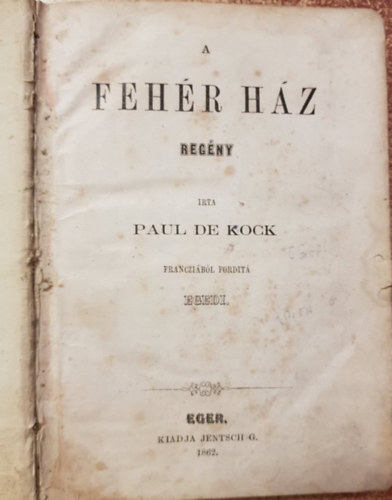 A
FEHÉR HÁZ
REGÉNY
IRTA
PAUL DE KOCK
FRANCZIÁBÓL FORDITÁ
EGEDI.
EGER,
KIADJA JENTSCH G.
1862.